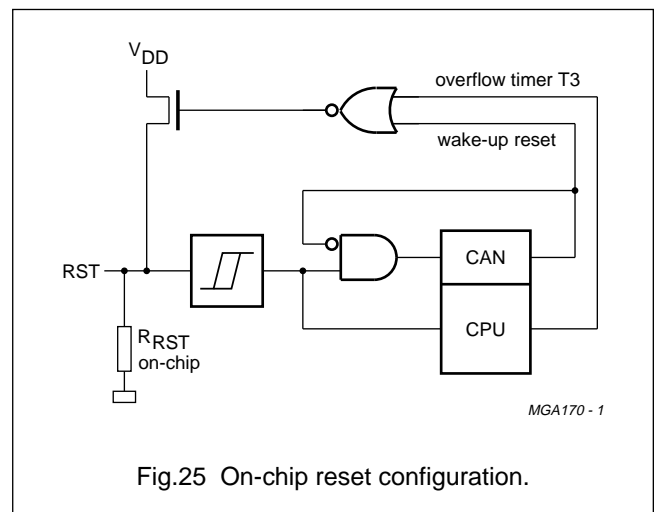 VDD
overflow timer T3
wake-up reset
CAN
RST
CPU
RRST
on-chip
MGA170 - 1
Fig.25 On-chip reset configuration.